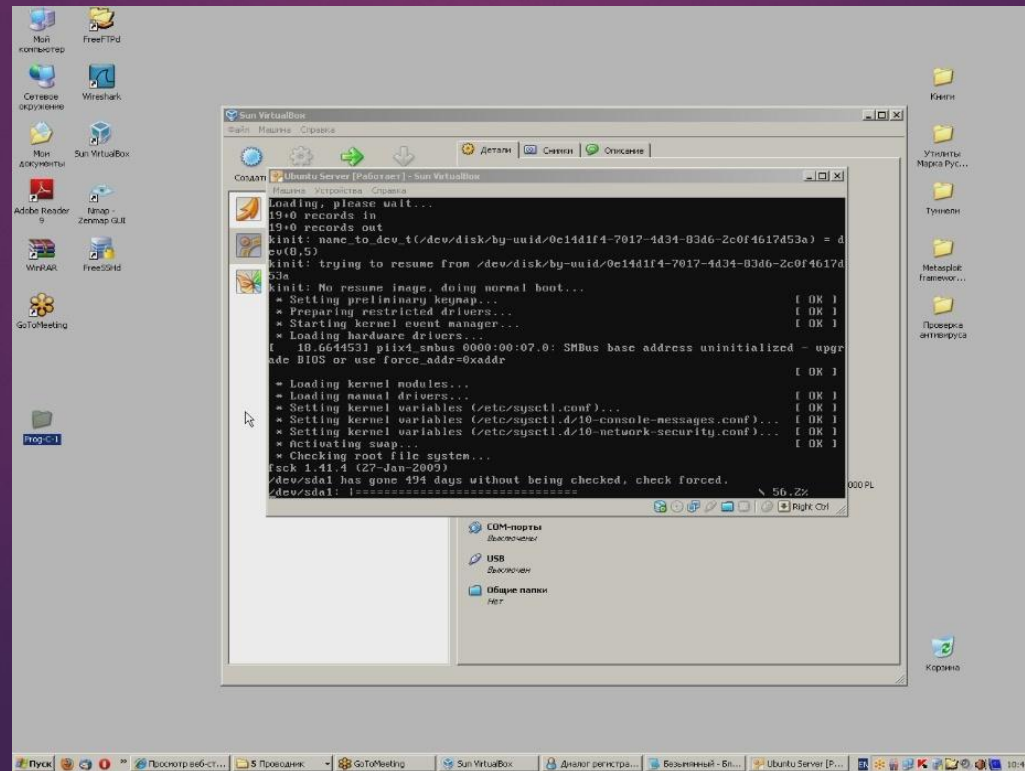 Мой компьютер
FreeFTPd
Сетевое окружение
Wireshark
Мои документы
Sun VirtualBox
Adobe Reader 9
Nmap - Zenmap GUI
WinRAR
FreeSSHd
GoToMeeting
Prog-C-1
Книги
Утилиты Марка Рус...
Туннели
Metasploit Framewor...
Проверка антивируса
Корзина
Sun VirtualBox
Файл Машина Справка
Создать
Детали Снимки Описание
Ubuntu Server [Работает] - Sun VirtualBox
Машина Устройства Справка
Loading, please wait...
19+0 records in
19+0 records out
kinit: name_to_dev_t(/dev/disk/by-uuid/0e14d1f4-7017-4d34-83d6-2c0f4617d53a) = d
ev(8,5)
kinit: trying to resume from /dev/disk/by-uuid/0e14d1f4-7017-4d34-83d6-2c0f4617d
53a
kinit: No resume image, doing normal boot...
* Setting preliminary keymap... [ OK ]
* Preparing restricted drivers... [ OK ]
* Starting kernel event manager... [ OK ]
* Loading hardware drivers...
[ 18.664453] piix4_smbus 0000:00:07.0: SMBus base address uninitialized - upgr
ade BIOS or use force_addr=0xaddr
[ OK ]
* Loading kernel modules...
* Loading manual drivers... [ OK ]
* Setting kernel variables (/etc/sysctl.conf)... [ OK ]
* Setting kernel variables (/etc/sysctl.d/10-console-messages.conf)... [ OK ]
* Setting kernel variables (/etc/sysctl.d/10-network-security.conf)... [ OK ]
* Activating swap... [ OK ]
* Checking root file system...
fsck 1.41.4 (27-Jan-2009)
/dev/sda1 has gone 494 days without being checked, check forced.
/dev/sda1: |================================ \ 56.2%
Right Ctrl
000 PL
COM-порты
Выключены
USB
Выключен
Общие папки
Нет
Пуск
Просмотр веб-ст...
5 Проводник
GoToMeeting
Sun VirtualBox
Диалог регистра...
Безымянный - Бл...
Ubuntu Server [Р...
EN
10:4